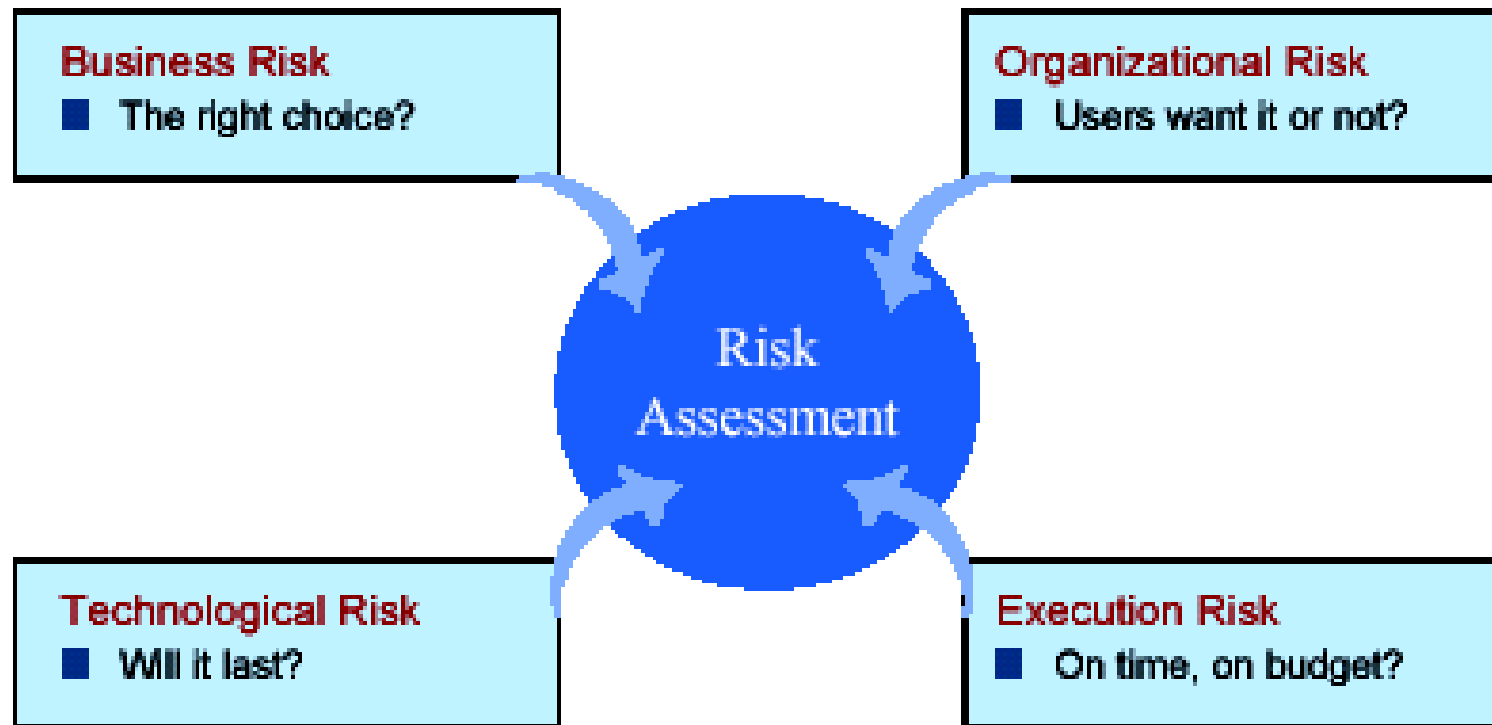 Business Risk
The right choice?
Organizational Risk
Users want it or not?
Risk
Assessment
Technological Risk
Will it last?
Execution Risk
On time, on budget?